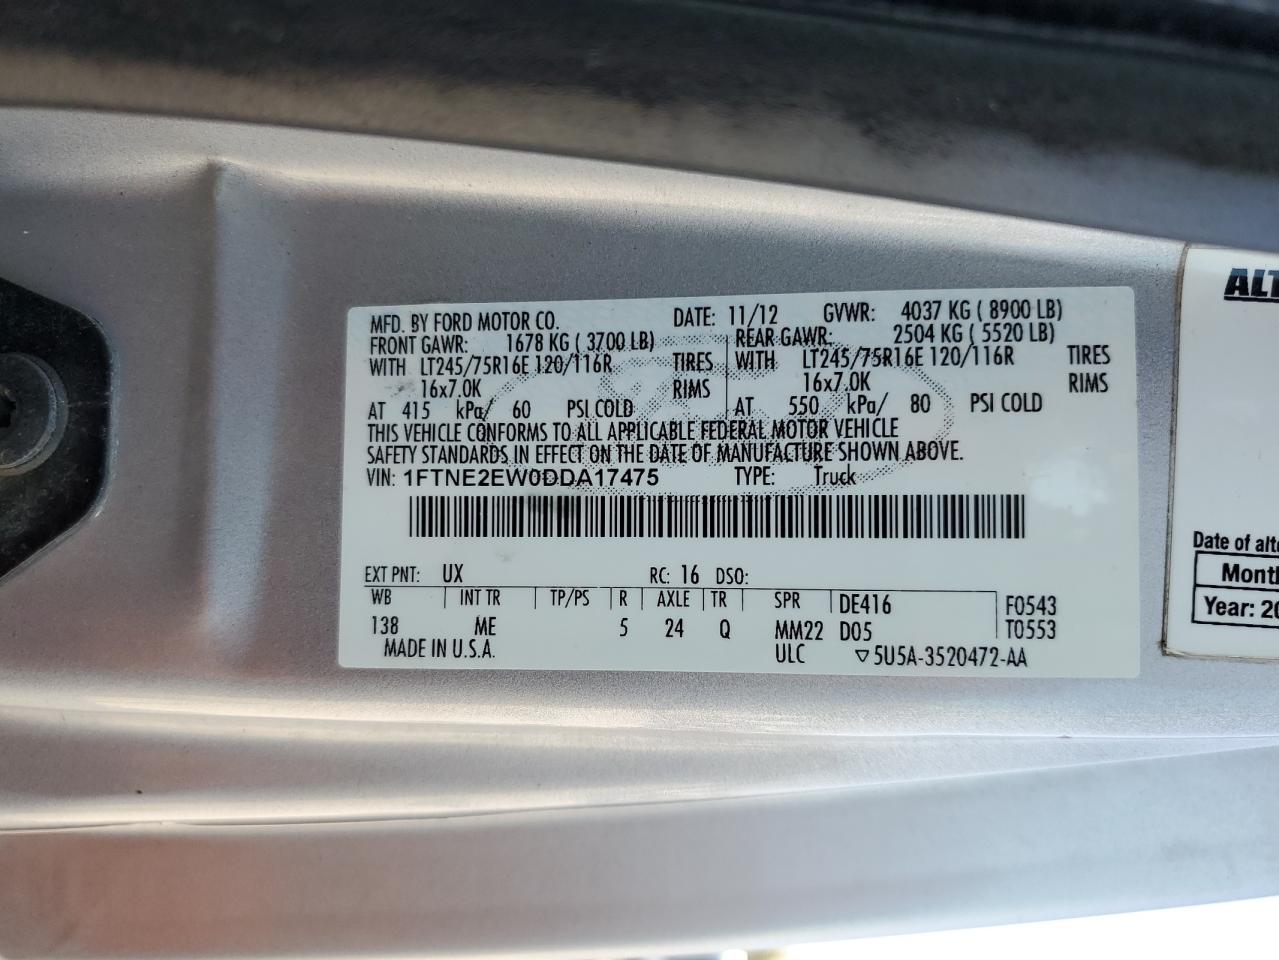 MFD. BY FORD MOTOR CO. DATE: 11/12 GVWR: 4037 KG ( 8900 LB)
FRONT GAWR: 1678 KG ( 3700 LB) REAR GAWR: 2504 KG ( 5520 LB)
WITH LT245/75R16E 120/116R TIRES WITH LT245/75R16E 120/116R TIRES
16x7.0K RIMS 16x7.0K RIMS
AT 415 kPa/ 60 PSI COLD AT 550 kPa/ 80 PSI COLD
THIS VEHICLE CONFORMS TO ALL APPLICABLE FEDERAL MOTOR VEHICLE
SAFETY STANDARDS IN EFFECT ON THE DATE OF MANUFACTURE SHOWN ABOVE.
VIN: 1FTNE2EW0DDA17475 TYPE: Truck
EXT PNT: UX RC: 16 DSO:
WB INT TR TP/PS R AXLE TR SPR DE416 F0543
138 ME 5 24 Q MM22 D05 T0553
MADE IN U.S.A. ULC ▽5U5A-3520472-AA
ALT
Date of alte
Month
Year: 20